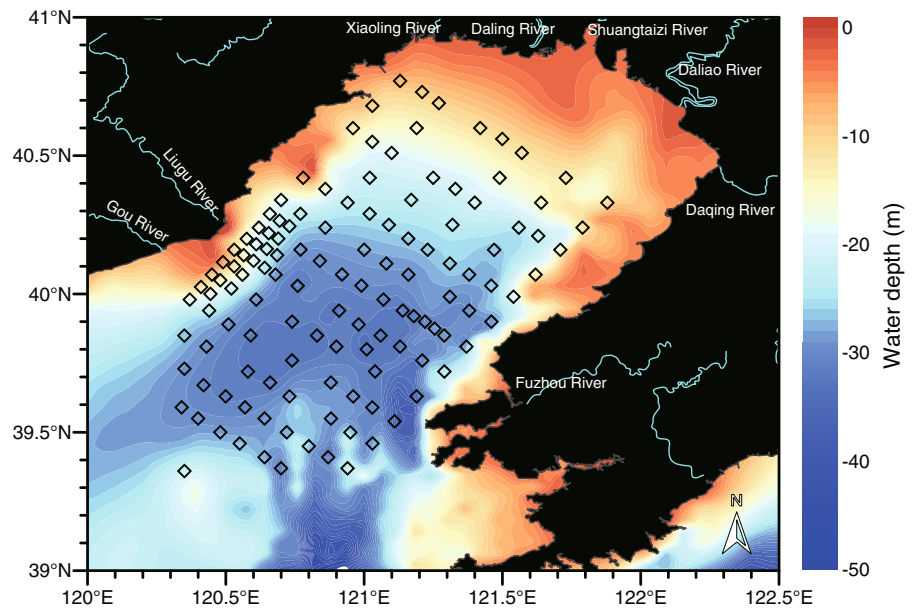 41°N
40.5°N
40°N
39.5°N
39°N
120°E
120.5°E
121°E
121.5°E
122°E
122.5°E
Xiaoling River
Daling River
Shuangtaizi River
Daliao River
Liugu River
Gou River
Daqing River
Fuzhou River
N
0
-10
-20
-30
-40
-50
Water depth (m)